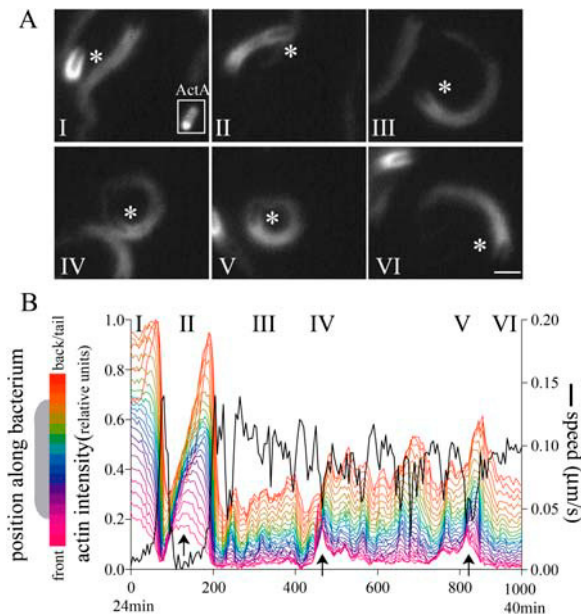 A
*
ActA
I
*
II
*
III
*
IV
*
V
*
VI
B
position along bacterium
front
back/tail
actin intensity(relative units)
1.0
0.8
0.6
0.4
0.2
0.0
I
II
III
IV
V
VI
0.20
0.15
0.10
0.05
0
speed (µm/s)
0
200
400
600
800
1000
24min
40min